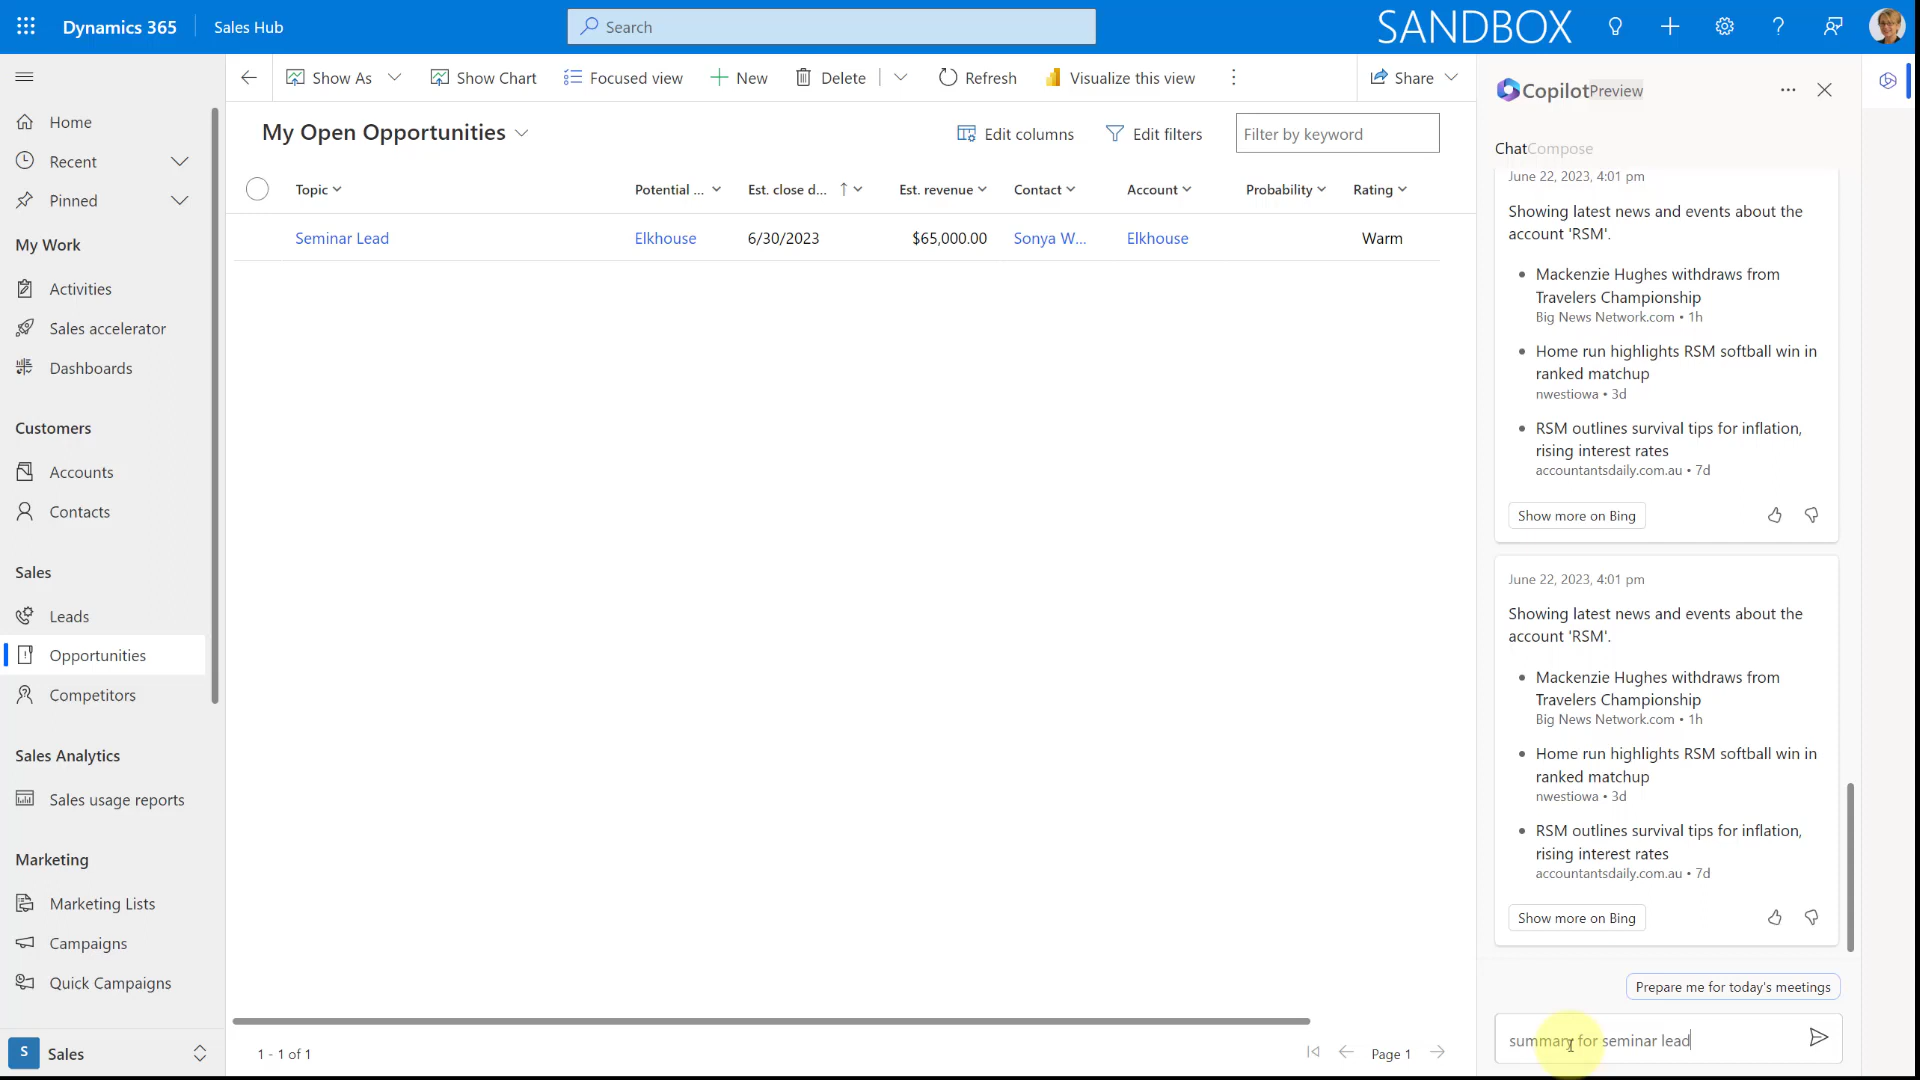 Dynamics 365
Sales Hub
Search
SANDBOX
Home
Recent
Pinned
My Work
Activities
Sales accelerator
Dashboards
Customers
Accounts
Contacts
Sales
Leads
Opportunities
Competitors
Sales Analytics
Sales usage reports
Marketing
Marketing Lists
Campaigns
Quick Campaigns
S
Sales
Show As
Show Chart
Focused view
New
Delete
Refresh
Visualize this view
Share
My Open Opportunities
Edit columns
Edit filters
Filter by keyword
Topic
Potential ...
Est. close d...
Est. revenue
Contact
Account
Probability
Rating
Seminar Lead
Elkhouse
6/30/2023
$65,000.00
Sonya W...
Elkhouse
Warm
1 - 1 of 1
Page 1
Copilot Preview
Chat Compose
June 22, 2023, 4:01 pm
Showing latest news and events about the
account 'RSM'.
Mackenzie Hughes withdraws from
Travelers Championship
Big News Network.com • 1h
Home run highlights RSM softball win in
ranked matchup
nwestiowa • 3d
RSM outlines survival tips for inflation,
rising interest rates
accountantsdaily.com.au • 7d
Show more on Bing
June 22, 2023, 4:01 pm
Showing latest news and events about the
account 'RSM'.
Mackenzie Hughes withdraws from
Travelers Championship
Big News Network.com • 1h
Home run highlights RSM softball win in
ranked matchup
nwestiowa • 3d
RSM outlines survival tips for inflation,
rising interest rates
accountantsdaily.com.au • 7d
Show more on Bing
Prepare me for today's meetings
summary for seminar lead